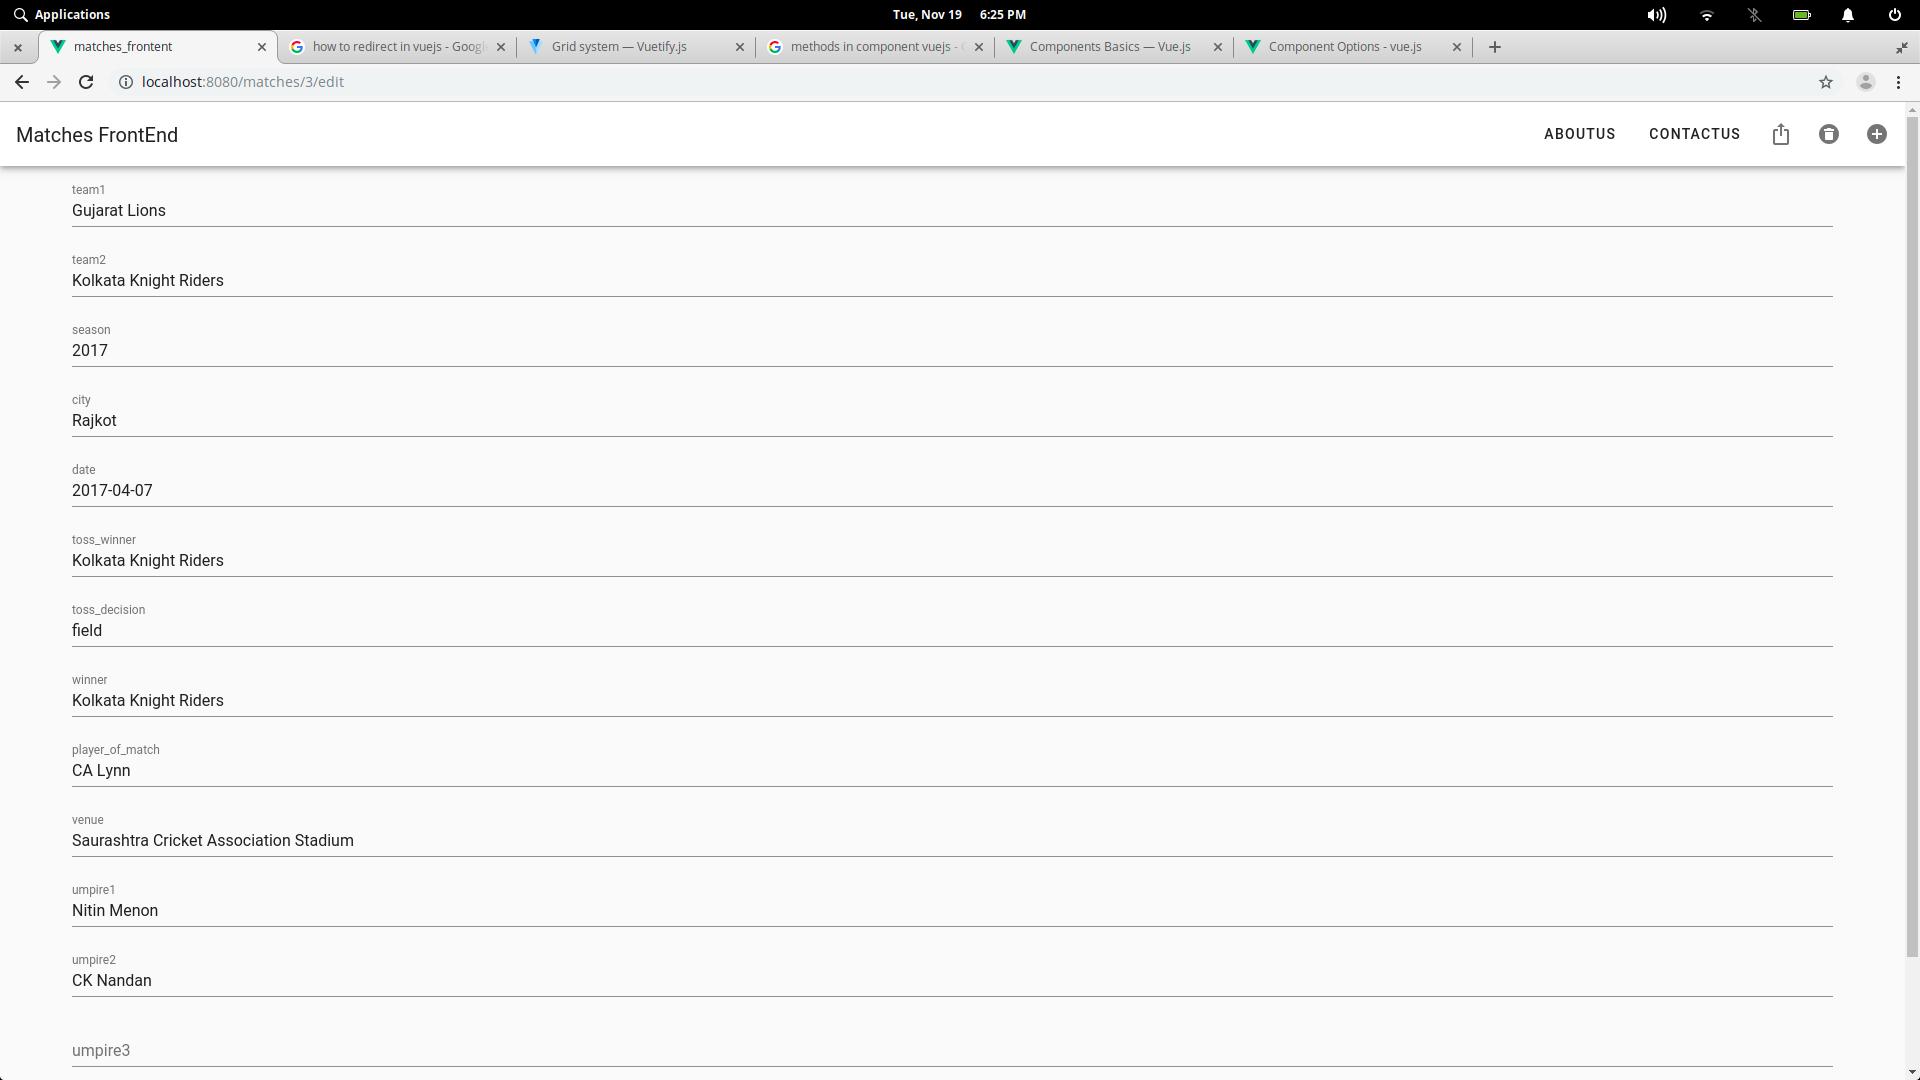 Applications
Tue, Nov 19 6:25 PM
matches_frontent
how to redirect in vuejs - Googl
Grid system — Vuetify.js
methods in component vuejs -
Components Basics — Vue.js
Component Options - vue.js
localhost:8080/matches/3/edit
Matches FrontEnd
ABOUTUS
CONTACTUS
team1
Gujarat Lions
team2
Kolkata Knight Riders
season
2017
city
Rajkot
date
2017-04-07
toss_winner
Kolkata Knight Riders
toss_decision
field
winner
Kolkata Knight Riders
player_of_match
CA Lynn
venue
Saurashtra Cricket Association Stadium
umpire1
Nitin Menon
umpire2
CK Nandan
umpire3